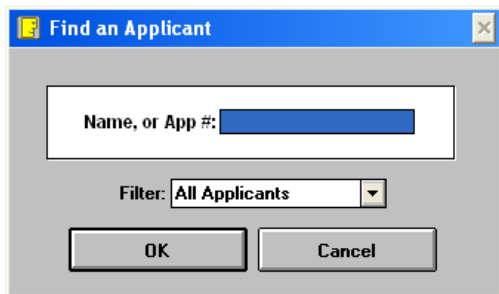 Find an Applicant
Name, or App #:
Filter: All Applicants
OK Cancel